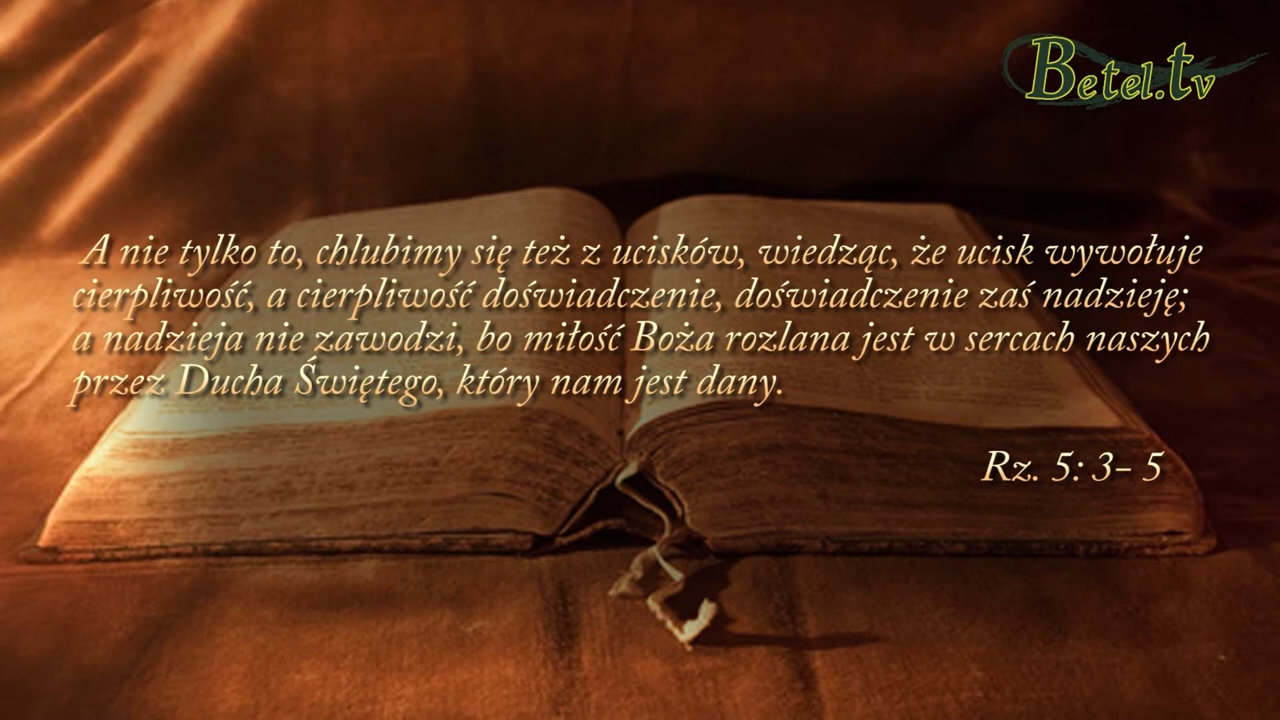 Betel.tv
A nie tylko to, chlubimy się też z ucisków, wiedząc, że ucisk wywołuje
cierpliwość, a cierpliwość doświadczenie, doświadczenie zaś nadzieję;
a nadzieja nie zawodzi, bo miłość Boża rozlana jest w sercach naszych
przez Ducha Świętego, który nam jest dany.
Rz. 5: 3- 5